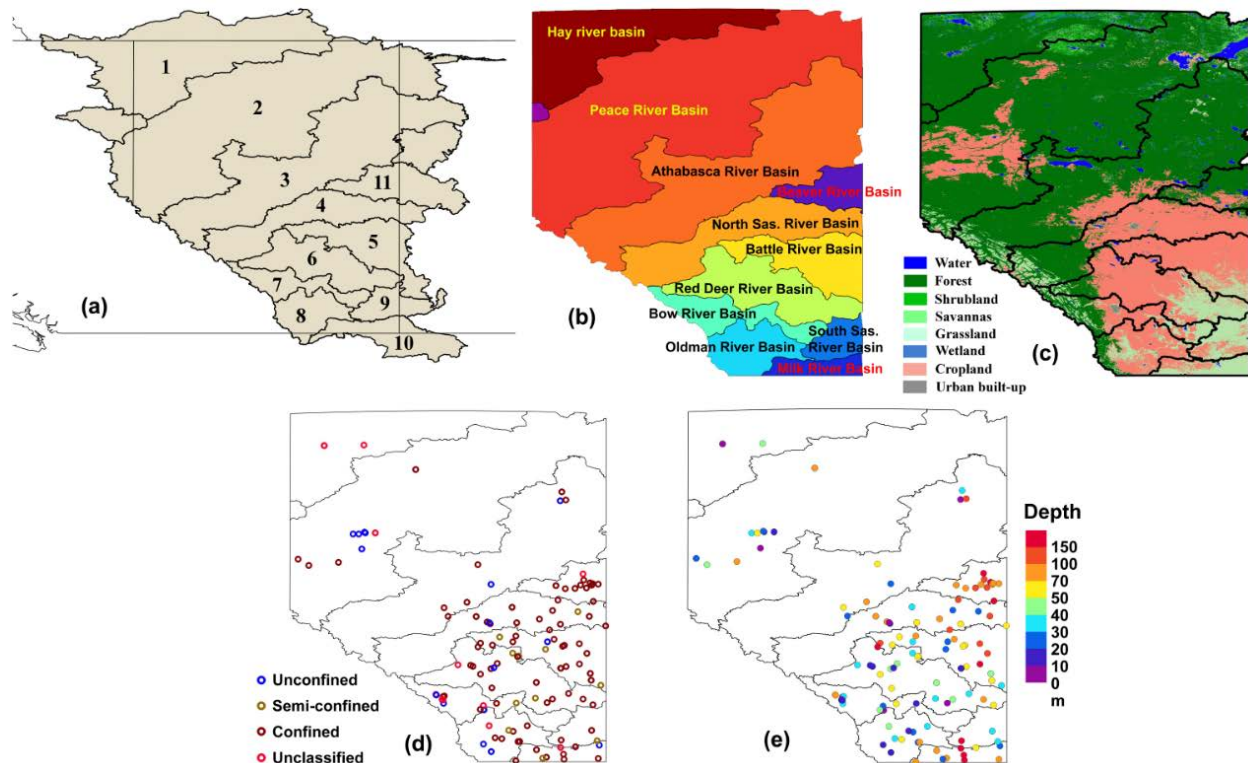 1
2
3
11
4
5
6
7
9
8
10
(a)
Hay river basin
Peace River Basin
Athabasca River Basin
Beaver River Basin
North Sas. River Basin
Battle River Basin
Red Deer River Basin
Bow River Basin
South Sas.
River Basin
Oldman River Basin
Milk River Basin
(b)
Water
Forest
Shrubland
Savannas
Grassland
Wetland
Cropland
Urban built-up
(c)
Unconfined
Semi-confined
Confined
Unclassified
(d)
(e)
Depth
150
100
70
50
40
30
20
10
0
m